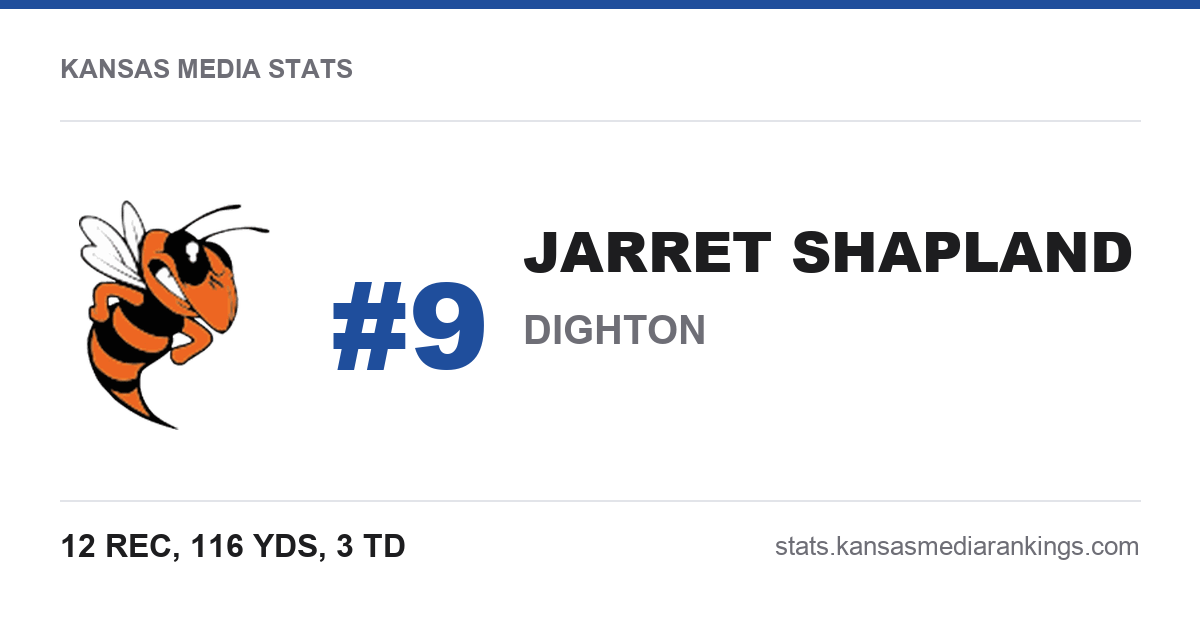 KANSAS MEDIA STATS
#9
JARRET SHAPLAND
DIGHTON
12 REC, 116 YDS, 3 TD
stats.kansasmediarankings.com